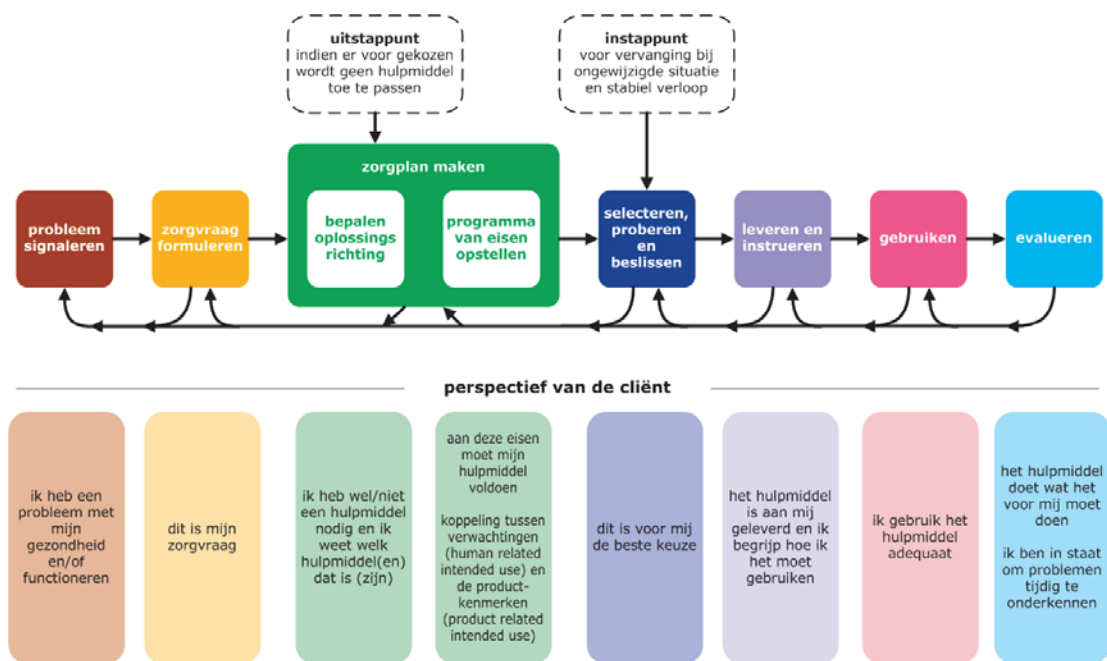 uitstappunt
indien er voor gekozen
wordt geen hulpmiddel
toe te passen
instappunt
voor vervanging bij
ongewijzigde situatie
en stabiel verloop
probleem
signaleren
zorgvraag
formuleren
zorgplan maken
bepalen
oplossings
richting
programma
van eisen
opstellen
selecteren,
proberen
en
beslissen
leveren en
instrueren
gebruiken
evalueren
perspectief van de cliënt
ik heb een
probleem met
mijn
gezondheid
en/of
functioneren
dit is mijn
zorgvraag
ik heb wel/niet
een hulpmiddel
nodig en ik
weet welk
hulpmiddel(en)
dat is (zijn)
aan deze eisen
moet mijn
hulpmiddel
voldoen
koppeling tussen
verwachtingen
(human related
intended use) en
de product-
kenmerken
(product related
intended use)
dit is voor mij
de beste keuze
het hulpmiddel
is aan mij
geleverd en ik
begrijp hoe ik
het moet
gebruiken
ik gebruik het
hulpmiddel
adequaat
het hulpmiddel
doet wat het
voor mij moet
doen
ik ben in staat
om problemen
tijdig te
onderkennen